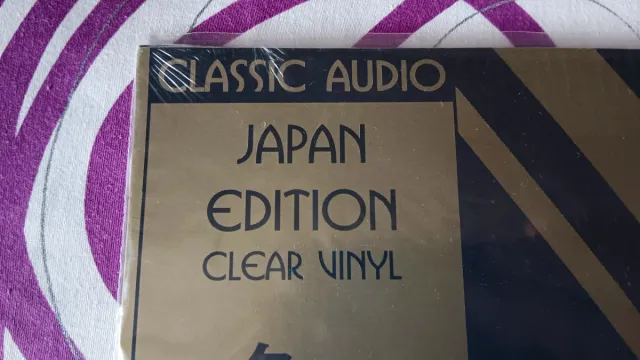 CLASSIC AUDIO
JAPAN
EDITION
CLEAR VINYL